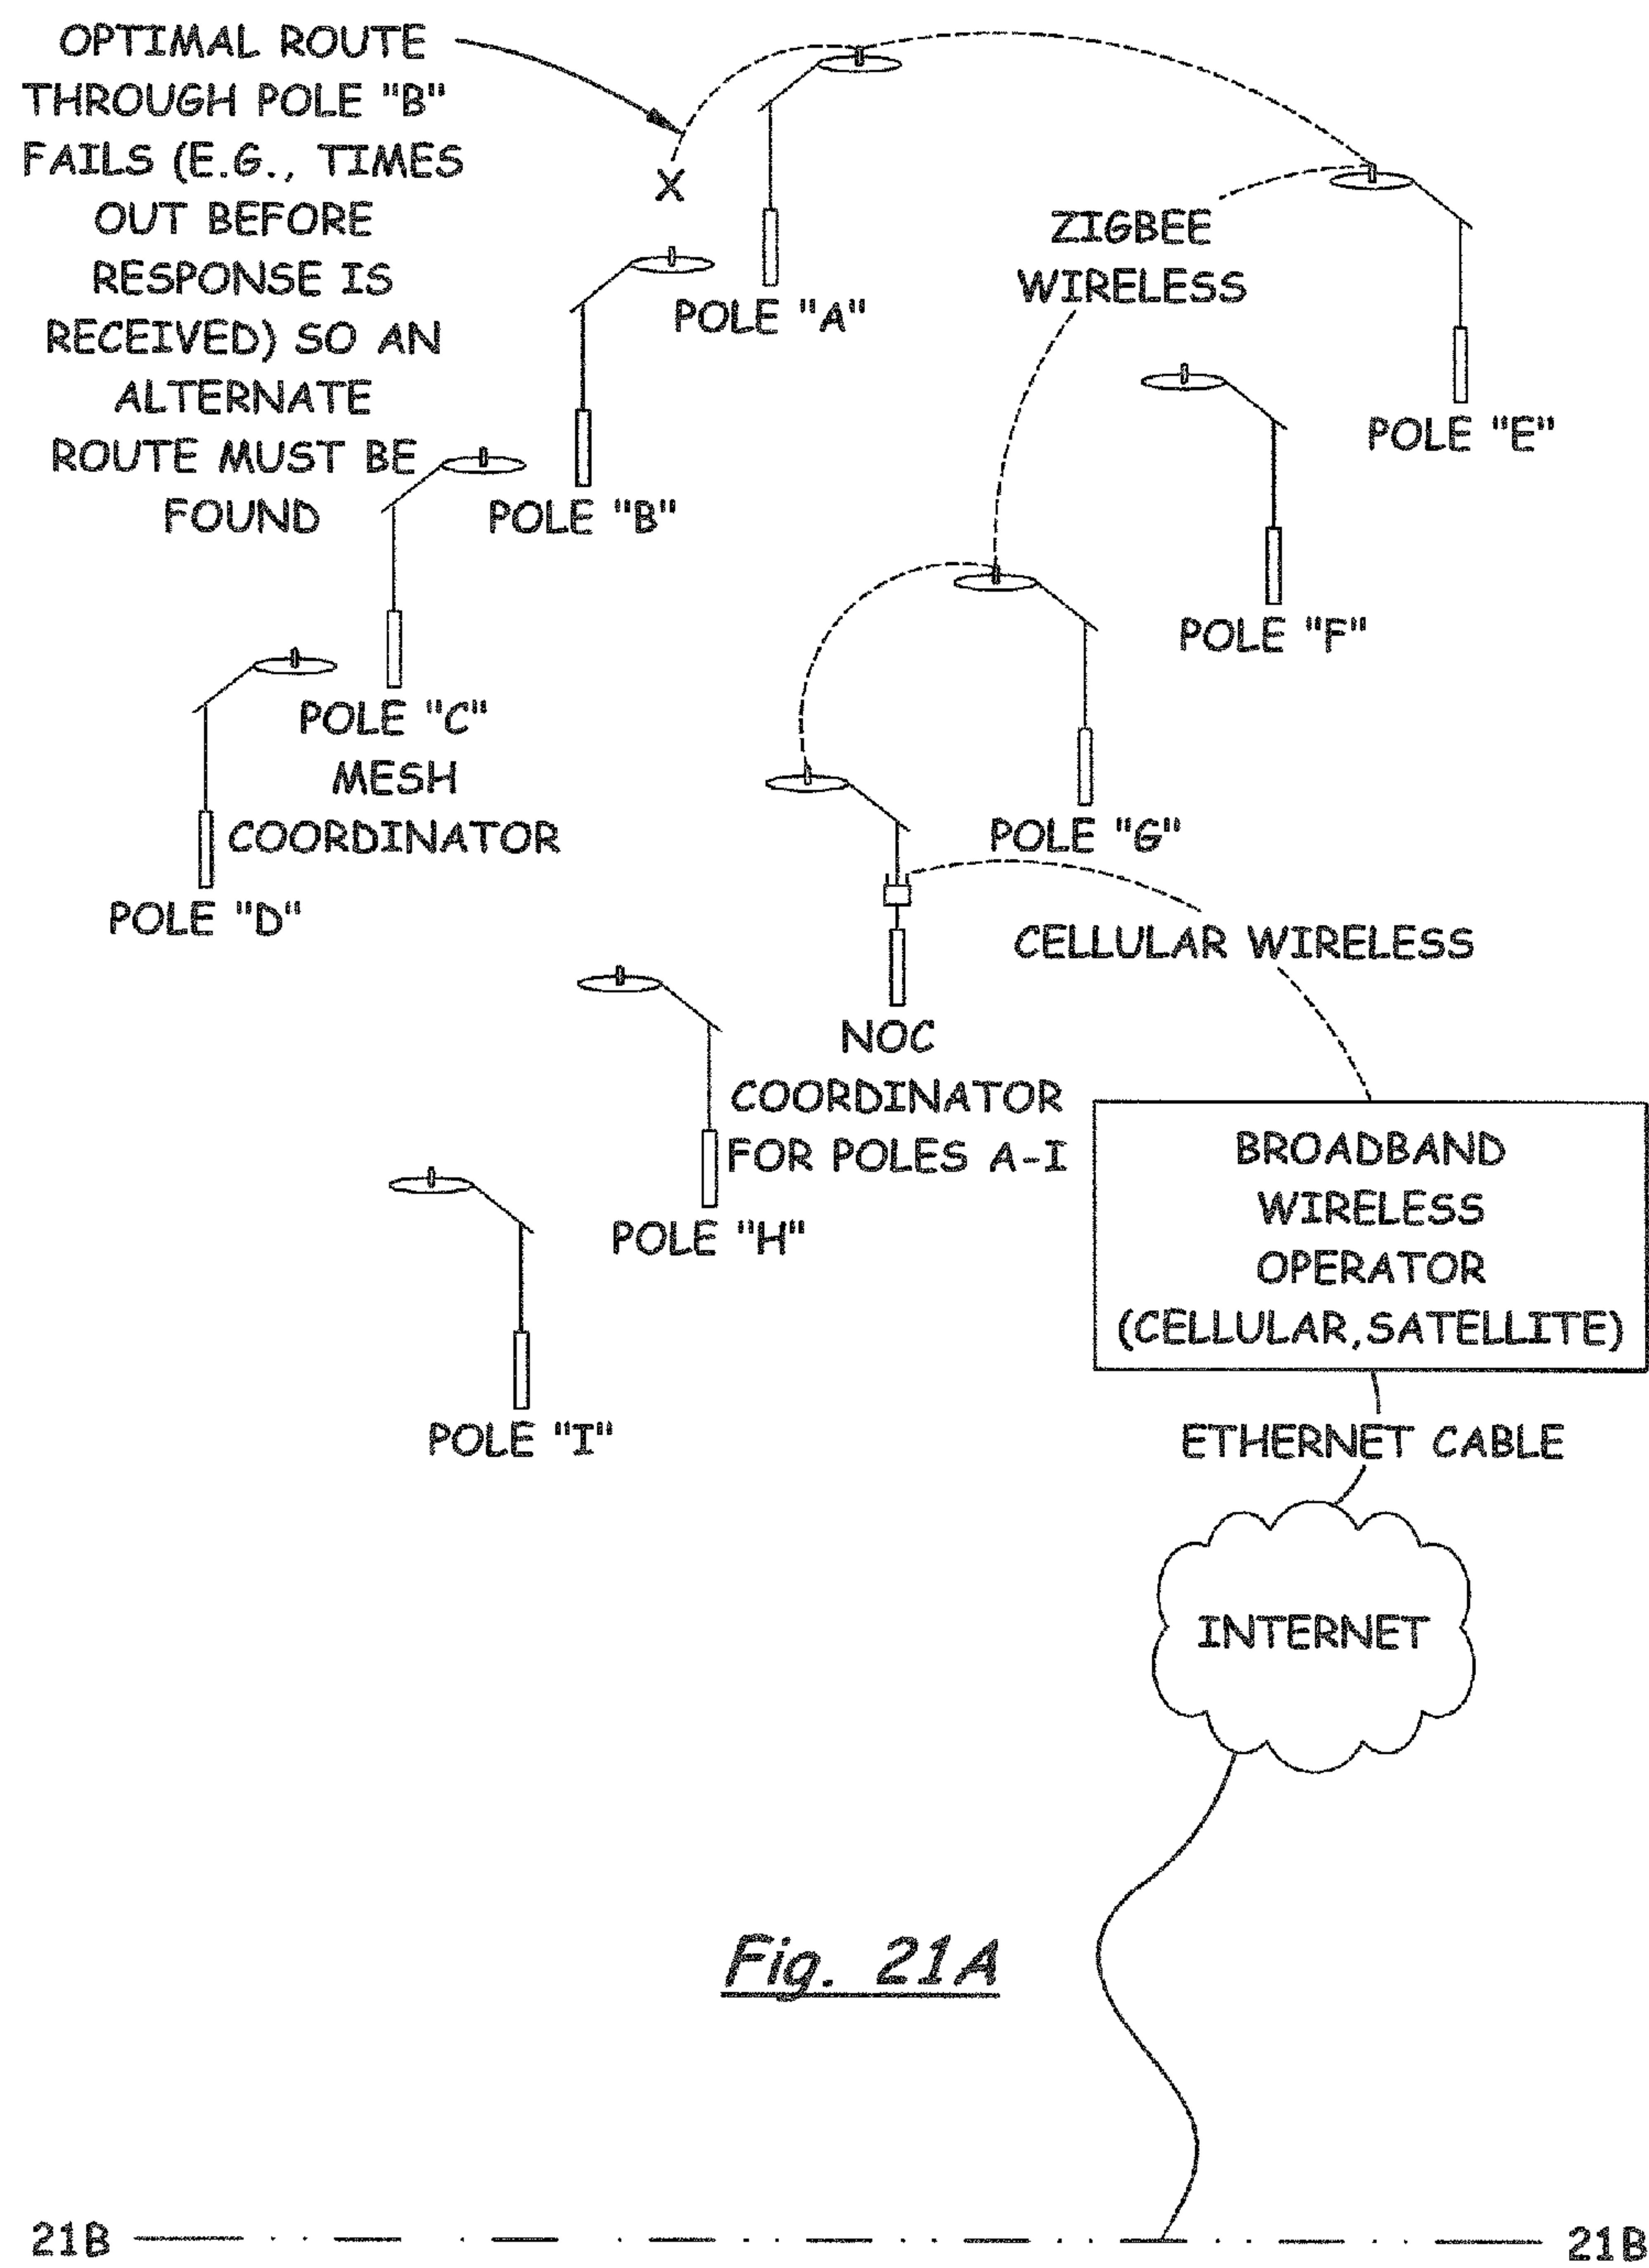 OPTIMAL ROUTE
THROUGH POLE "B"
FAILS (E.G., TIMES
OUT BEFORE
RESPONSE IS
RECEIVED) SO AN
ALTERNATE
ROUTE MUST BE
FOUND
X
POLE "A"
ZIGBEE
WIRELESS
POLE "E"
POLE "B"
POLE "F"
POLE "C"
MESH
COORDINATOR
POLE "G"
POLE "D"
CELLULAR WIRELESS
NOC
COORDINATOR
FOR POLES A-I
POLE "H"
BROADBAND
WIRELESS
OPERATOR
(CELLULAR,SATELLITE)
POLE "I"
ETHERNET CABLE
INTERNET
Fig. 21A
21B
21B